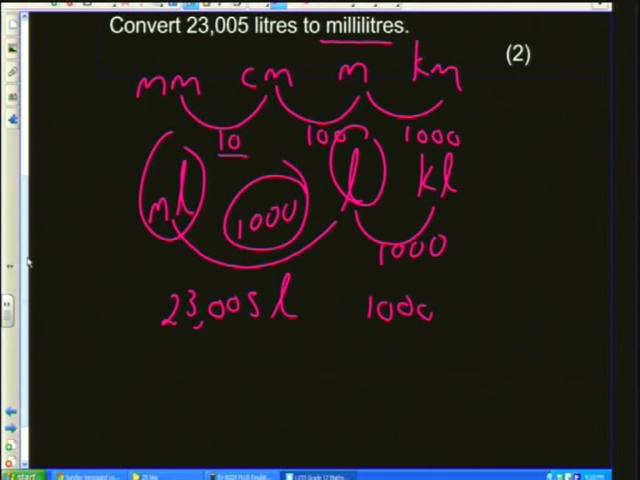 Convert 23,005 litres to millilitres.
(2)
mm cm m km
10 100 1000
ml 1000 l kl
1000
23,005 l 1000
start